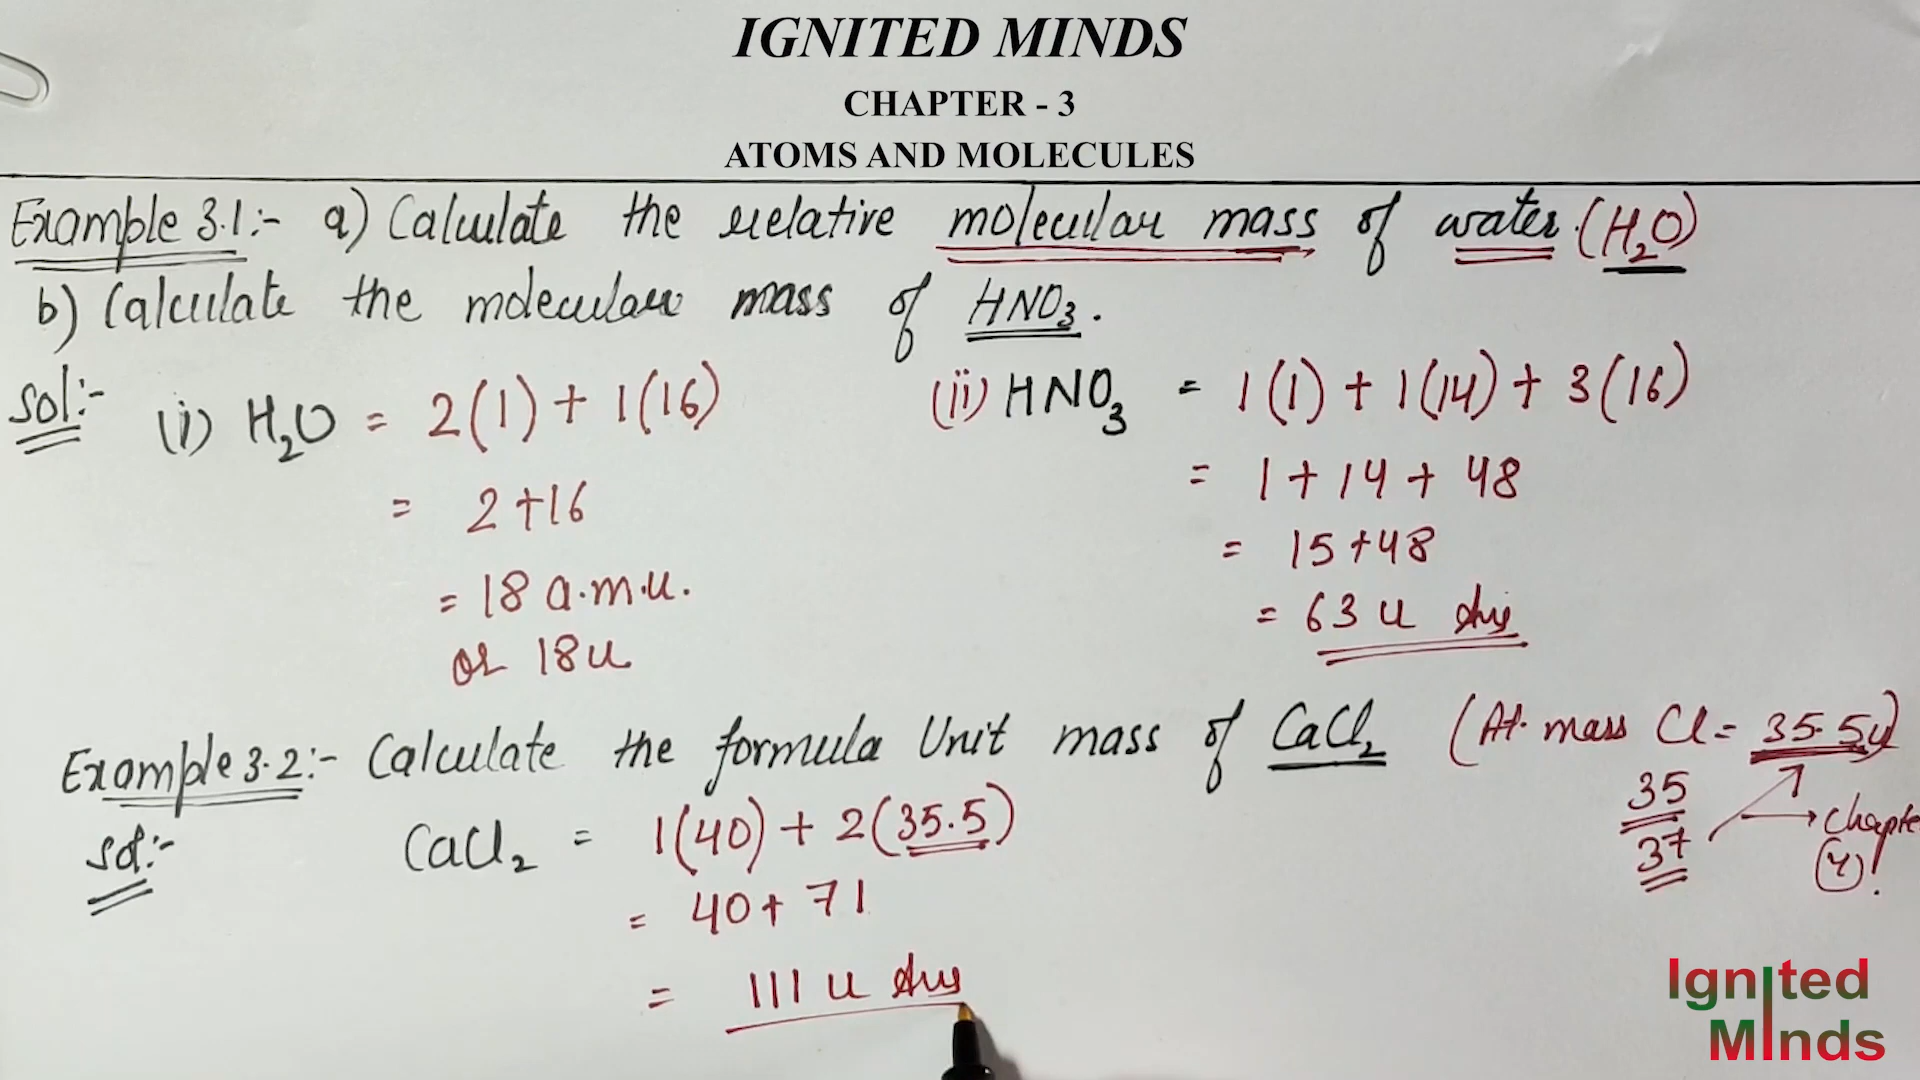 IGNITED MINDS
CHAPTER - 3
ATOMS AND MOLECULES
Example 3.1:- a) Calculate the relative molecular mass of water (H₂O)
b) Calculate the molecular mass of HNO₃.
Sol:-
(i) H₂O = 2(1) + 1(16)
= 2+16
= 18 a.m.u.
or 18u
(ii) HNO₃ = 1(1) + 1(14) + 3(16)
= 1 + 14 + 48
= 15+48
= 63 u Ans
Example 3.2:- Calculate the formula Unit mass of CaCl₂ (At. mass Cl = 35.5u)
35
37
Chapte
(4)!
Sol:-
CaCl₂ = 1(40) + 2(35.5)
= 40+ 71
= 111 u Ans
Ignited
Minds